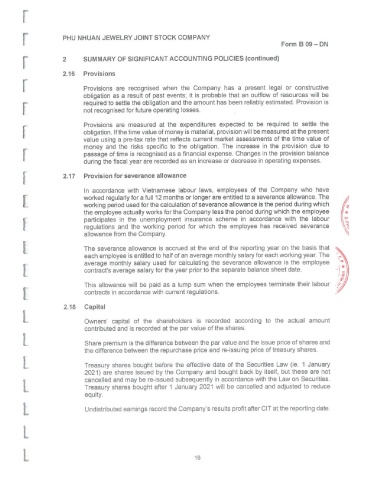 PHU NHUAN JEWELRY JOINT STOCK COMPANY
Form B 09 – DN
2 SUMMARY OF SIGNIFICANT ACCOUNTING POLICIES (continued)
2.16 Provisions
Provisions are recognised when the Company has a present legal or constructive
obligation as a result of past events; it is probable that an outflow of resources will be
required to settle the obligation and the amount has been reliably estimated. Provision is
not recognised for future operating losses.
Provisions are measured at the expenditures expected to be required to settle the
obligation. If the time value of money is material, provision will be measured at the present
value using a pre-tax rate that reflects current market assessments of the time value of
money and the risks specific to the obligation. The increase in the provision due to
passage of time is recognised as a financial expense. Changes in the provision balance
during the fiscal year are recorded as an increase or decrease in operating expenses.
2.17 Provision for severance allowance
In accordance with Vietnamese labour laws, employees of the Company who have
worked regularly for a full 12 months or longer are entitled to a severance allowance. The
working period used for the calculation of severance allowance is the period during which
the employee actually works for the Company less the period during which the employee
participates in the unemployment insurance scheme in accordance with the labour
regulations and the working period for which the employee has received severance
allowance from the Company.
The severance allowance is accrued at the end of the reporting year on the basis that
each employee is entitled to half of an average monthly salary for each working year. The
average monthly salary used for calculating the severance allowance is the employee
contract's average salary for the year prior to the separate balance sheet date.
This allowance will be paid as a lump sum when the employees terminate their labour
contracts in accordance with current regulations.
2.18 Capital
Owners' capital of the shareholders is recorded according to the actual amount
contributed and is recorded at the par value of the shares.
Share premium is the difference between the par value and the issue price of shares and
the difference between the repurchase price and re-issuing price of treasury shares.
Treasury shares bought before the effective date of the Securities Law (ie. 1 January
2021) are shares issued by the Company and bought back by itself, but these are not
cancelled and may be re-issued subsequently in accordance with the Law on Securities.
Treasury shares bought after 1 January 2021 will be cancelled and adjusted to reduce
equity.
Undistributed earnings record the Company's results profit after CIT at the reporting date.